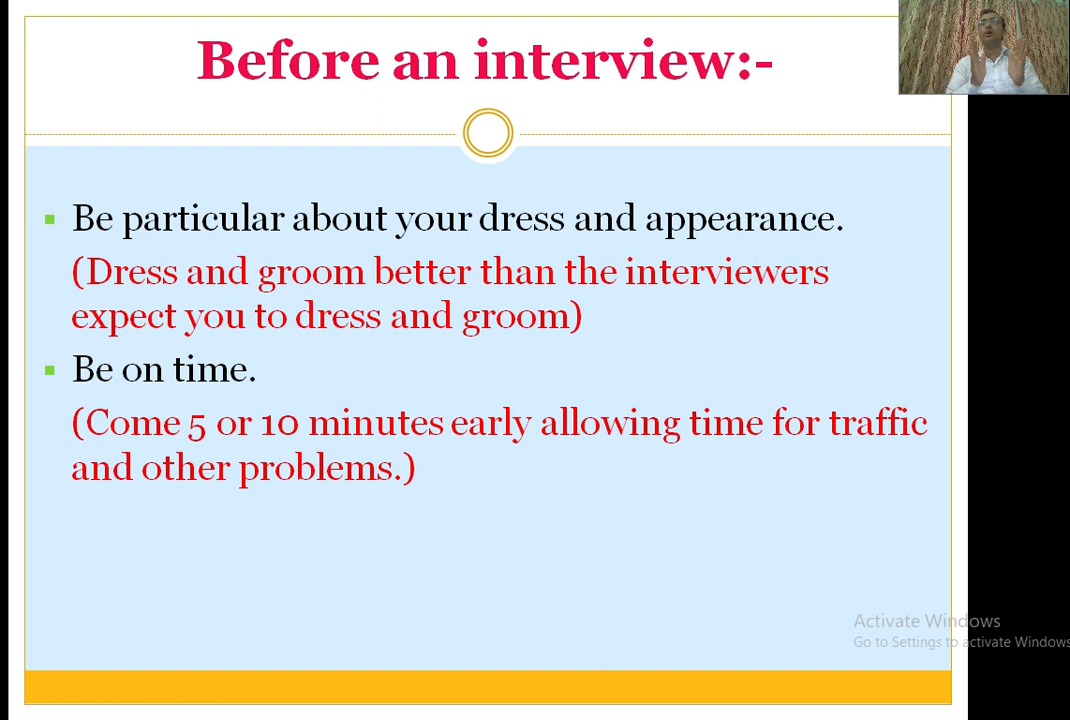 Before an interview:-
Be particular about your dress and appearance.
(Dress and groom better than the interviewers
expect you to dress and groom)
Be on time.
(Come 5 or 10 minutes early allowing time for traffic
and other problems.)
Activate Windows
Go to Settings to activate Windows